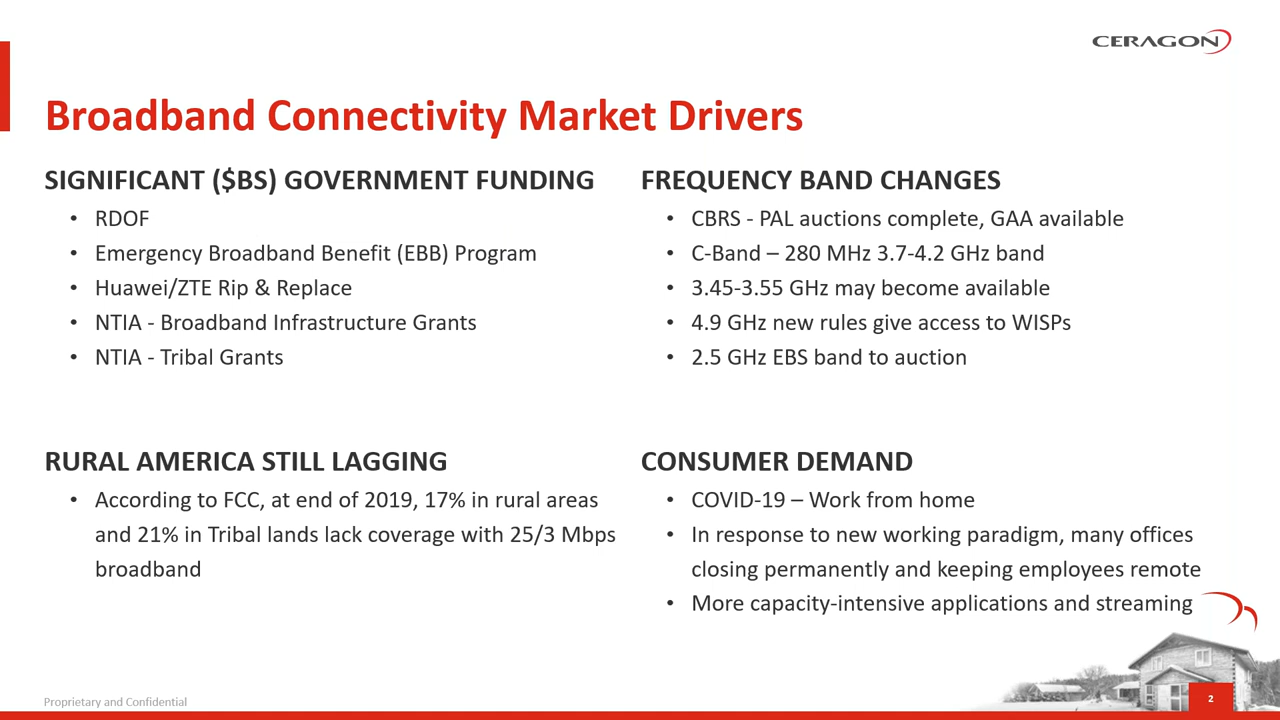 CERAGON
Broadband Connectivity Market Drivers
SIGNIFICANT ($BS) GOVERNMENT FUNDING
• RDOF
• Emergency Broadband Benefit (EBB) Program
• Huawei/ZTE Rip & Replace
• NTIA - Broadband Infrastructure Grants
• NTIA - Tribal Grants
FREQUENCY BAND CHANGES
• CBRS - PAL auctions complete, GAA available
• C-Band – 280 MHz 3.7-4.2 GHz band
• 3.45-3.55 GHz may become available
• 4.9 GHz new rules give access to WISPs
• 2.5 GHz EBS band to auction
RURAL AMERICA STILL LAGGING
• According to FCC, at end of 2019, 17% in rural areas
and 21% in Tribal lands lack coverage with 25/3 Mbps
broadband
CONSUMER DEMAND
• COVID-19 – Work from home
• In response to new working paradigm, many offices
closing permanently and keeping employees remote
• More capacity-intensive applications and streaming
Proprietary and Confidential
2